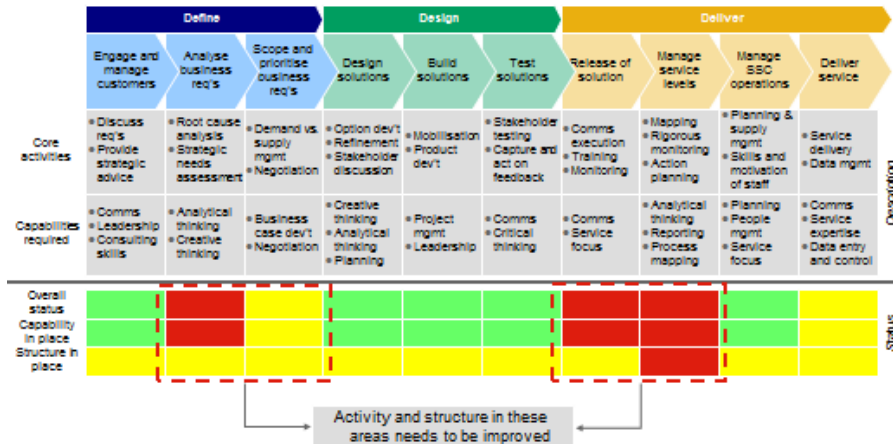 Define
Design
Deliver
Engage and
manage
customers
Analyse
business
req's
Scope and
prioritise
business
req's
Design
solutions
Build
solutions
Test
solutions
Release of
solution
Manage
service
levels
Manage
SSC
operations
Deliver
service
Core
activities
• Discuss
req's
• Provide
strategic
advice
• Root cause
analysis
• Strategic
needs
assessment
• Demand vs.
supply
mgmt
• Negotiation
• Option dev't
• Refinement
• Stakeholder
discussion
• Mobilisation
• Product
dev't
• Stakeholder
testing
• Capture and
act on
feedback
• Comms
execution
• Training
• Monitoring
• Mapping
• Rigorous
monitoring
• Action
planning
• Planning &
supply mgmt
• Skills and
motivation
of staff
• Service
delivery
• Data mgmt
Description
Capabilities
required
• Comms
• Leadership
• Consulting
skills
• Analytical
thinking
• Creative
thinking
• Business
case dev't
• Negotiation
• Creative
thinking
• Analytical
thinking
• Planning
• Project
mgmt
• Leadership
• Comms
• Critical
thinking
• Comms
• Service
focus
• Analytical
thinking
• Reporting
• Process
mapping
• Planning
• People
mgmt
• Service
focus
• Comms
• Service
expertise
• Data entry
and control
Overall
status
Capability
in place
Structure in
place
Status
Activity and structure in these
areas needs to be improved